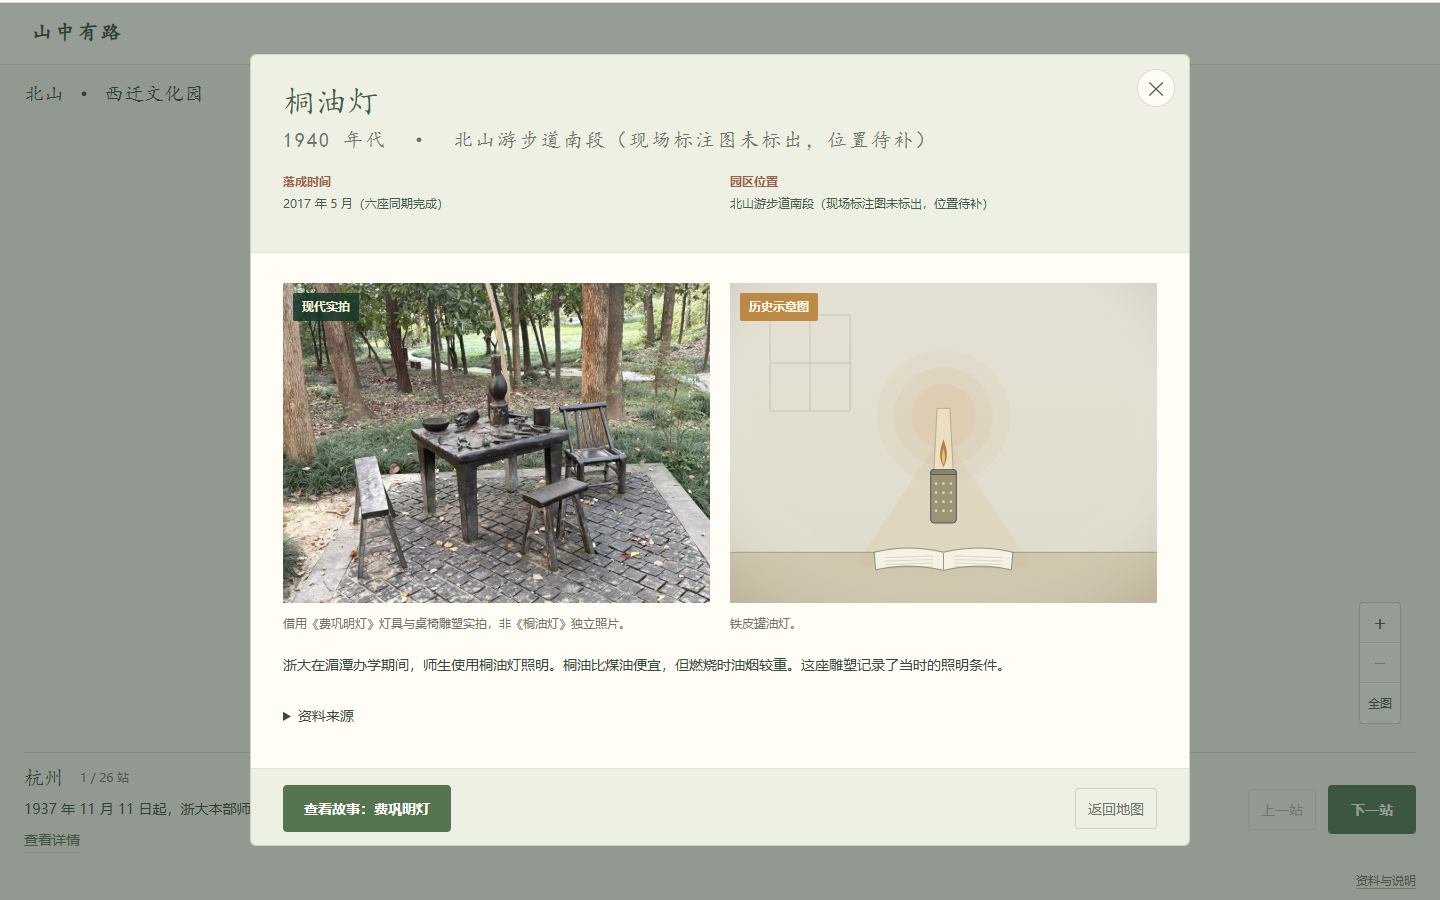 山中有路
北山 • 西迁文化园
桐油灯
1940 年代 • 北山游步道南段（现场标注图未标出，位置待补）
落成时间
2017 年 5 月（六座同期完成）
园区位置
北山游步道南段（现场标注图未标出，位置待补）
现代实拍
历史示意图
借用《费巩明灯》灯具与桌椅雕塑实拍，非《桐油灯》独立照片。
铁皮罐油灯。
浙大在湄潭办学期间，师生使用桐油灯照明。桐油比煤油便宜，但燃烧时油烟较重。这座雕塑记录了当时的照明条件。
▶ 资料来源
查看故事：费巩明灯
返回地图
+
−
全图
杭州 1 / 26 站
1937 年 11 月 11 日起，浙大本部师
查看详情
上一站
下一站
资料与说明